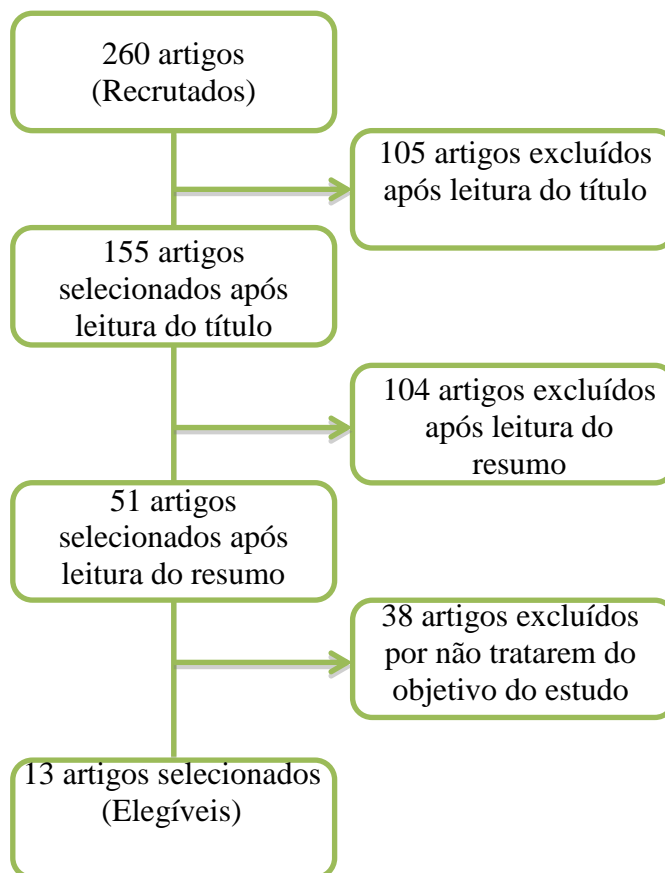 260 artigos
(Recrutados)
105 artigos excluídos
após leitura do título
155 artigos
selecionados após
leitura do título
104 artigos excluídos
após leitura do
resumo
51 artigos
selecionados após
leitura do resumo
38 artigos excluídos
por não tratarem do
objetivo do estudo
13 artigos selecionados
(Elegíveis)